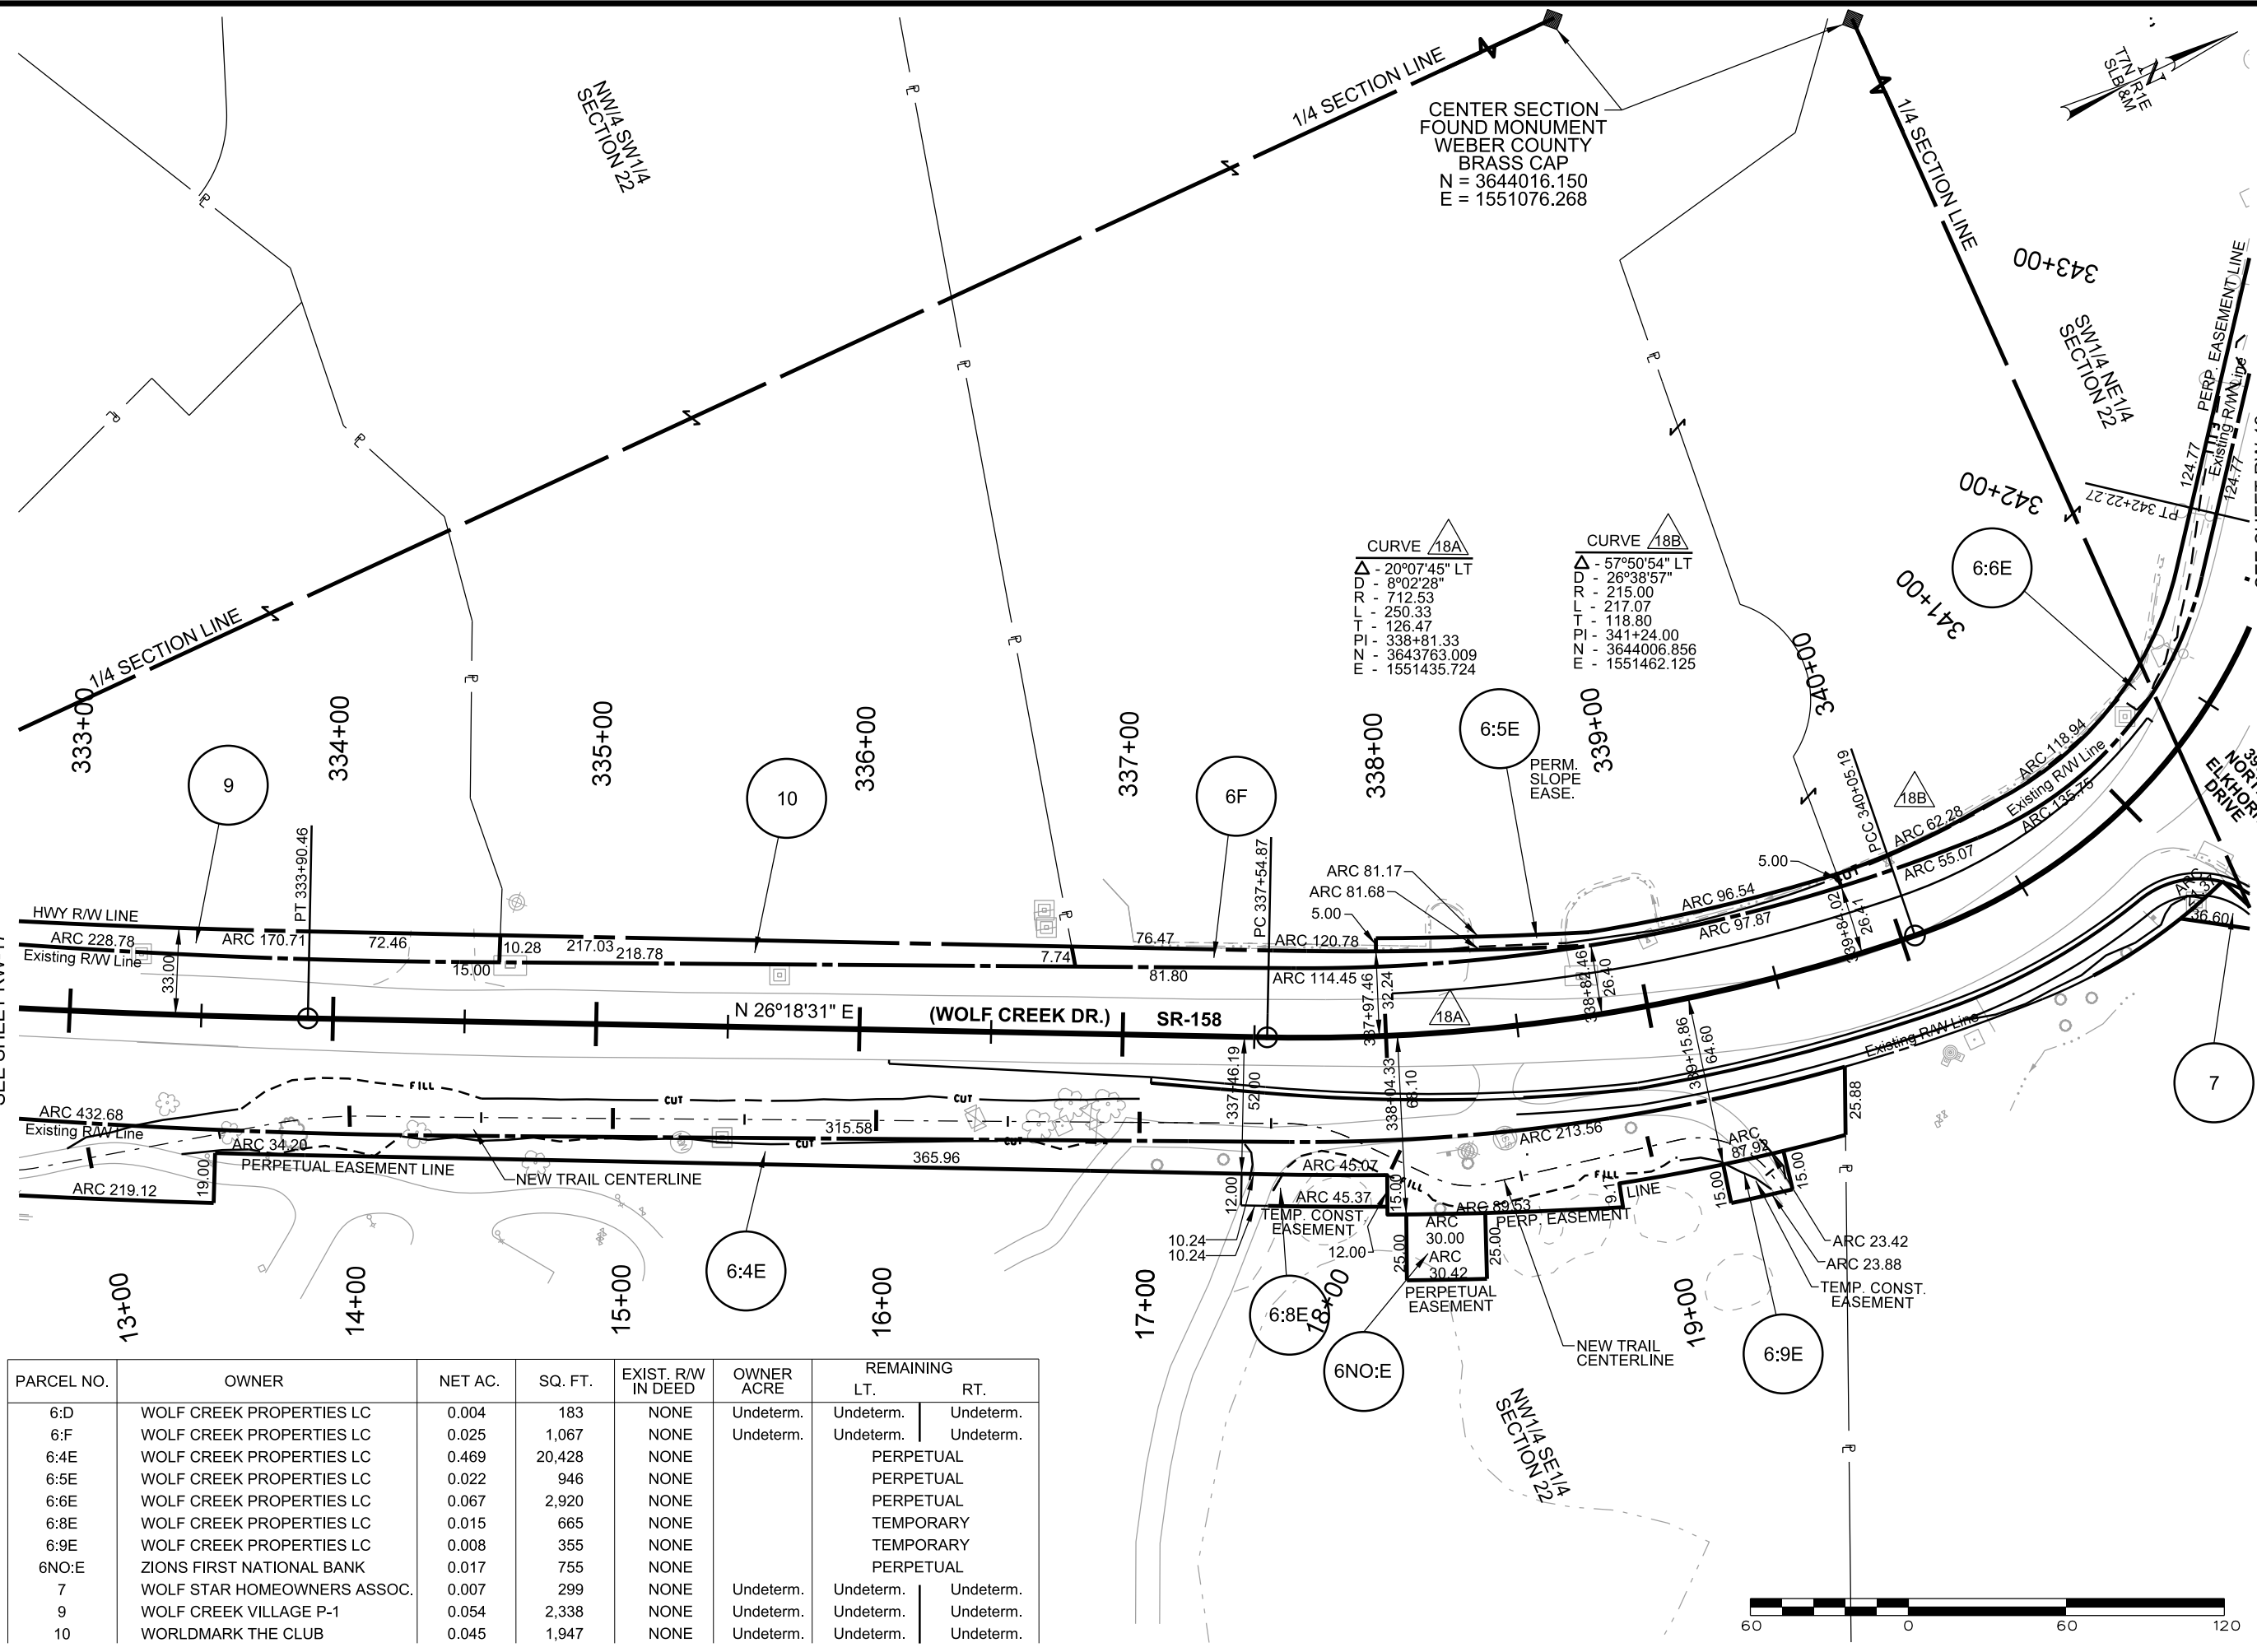 NW/4 SW1/4
SECTION 22
1/4 SECTION LINE
CENTER SECTION
FOUND MONUMENT
WEBER COUNTY
BRASS CAP
N = 3644016.150
E = 1551076.268
1/4 SECTION LINE
T7N R1E
SLB &M
N
343+00
SW1/4 NE1/4
SECTION 22
PERP. EASEMENT LINE
Existing R/W Line
124.77
124.77
342+00
PT 342+22.27
341+00
6:6E
CURVE 18A
Δ - 20º07'45" LT
D - 8º02'28"
R - 712.53
L - 250.33
T - 126.47
PI - 338+81.33
N - 3643763.009
E - 1551435.724
CURVE 18B
Δ - 57º50'54" LT
D - 26º38'57"
R - 215.00
L - 217.07
T - 118.80
PI - 341+24.00
N - 3644006.856
E - 1551462.125
1/4 SECTION LINE
333+00
334+00
335+00
336+00
337+00
338+00
339+00
340+00
9
10
6F
6:5E
PERM.
SLOPE
EASE.
PT 333+90.46
PC 337+54.87
PCC 340+05.19
18B
HWY R/W LINE
ARC 228.78
Existing R/W Line
33.00
ARC 170.71
72.46
10.28
15.00
217.03
218.78
7.74
76.47
81.80
ARC 81.17
ARC 81.68
5.00
ARC 120.78
ARC 114.45
337+97.46
32.24
338+82.46
26.40
ARC 96.54
ARC 97.87
5.00
339+84.02
26.41
ARC 62.28
ARC 55.07
ARC 118.94
Existing R/W Line
ARC 135.75
NORTH
ELKHORN
DRIVE
36.60
7
N 26º18'31" E
(WOLF CREEK DR.)
SR-158
18A
337+46.19
52.00
338+04.33
68.10
339+15.86
64.60
Existing R/W Line
25.88
ARC 432.68
Existing R/W Line
FILL
CUT
CUT
CUT
CUT
315.58
ARC 34.20
PERPETUAL EASEMENT LINE
ARC 219.12
19.00
NEW TRAIL CENTERLINE
365.96
ARC 45.07
ARC 45.37
12.00
TEMP. CONST.
EASEMENT
10.24
10.24
12.00
15.00
FILL
ARC 213.56
ARC 89.53
PERP. EASEMENT
LINE
FILL
ARC
87.92
15.00
15.00
ARC
30.00
ARC
30.42
25.00
25.00
PERPETUAL
EASEMENT
ARC 23.42
ARC 23.88
TEMP. CONST.
EASEMENT
6:4E
6:8E
6NO:E
6:9E
NEW TRAIL
CENTERLINE
13+00
14+00
15+00
16+00
17+00
18+00
19+00
NW1/4 SE1/4
SECTION 22
PARCEL NO. OWNER NET AC. SQ. FT. EXIST. R/W IN DEED OWNER ACRE REMAINING LT. RT.
6:D WOLF CREEK PROPERTIES LC 0.004 183 NONE Undeterm. Undeterm. Undeterm.
6:F WOLF CREEK PROPERTIES LC 0.025 1,067 NONE Undeterm. Undeterm. Undeterm.
6:4E WOLF CREEK PROPERTIES LC 0.469 20,428 NONE PERPETUAL
6:5E WOLF CREEK PROPERTIES LC 0.022 946 NONE PERPETUAL
6:6E WOLF CREEK PROPERTIES LC 0.067 2,920 NONE PERPETUAL
6:8E WOLF CREEK PROPERTIES LC 0.015 665 NONE TEMPORARY
6:9E WOLF CREEK PROPERTIES LC 0.008 355 NONE TEMPORARY
6NO:E ZIONS FIRST NATIONAL BANK 0.017 755 NONE PERPETUAL
7 WOLF STAR HOMEOWNERS ASSOC. 0.007 299 NONE Undeterm. Undeterm. Undeterm.
9 WOLF CREEK VILLAGE P-1 0.054 2,338 NONE Undeterm. Undeterm. Undeterm.
10 WORLDMARK THE CLUB 0.045 1,947 NONE Undeterm. Undeterm. Undeterm.
60 0 60 120